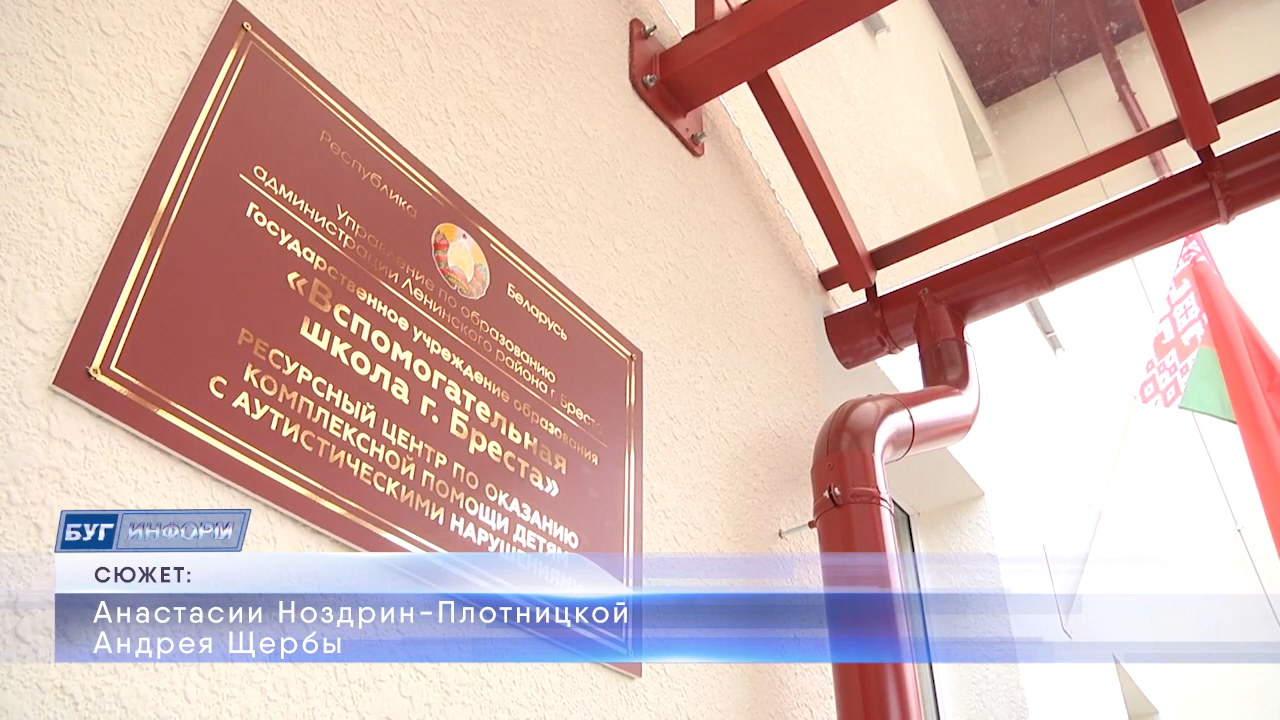 Республика Беларусь
Управление по образованию
администрации Ленинского района г. Бреста
Государственное учреждение образования
«Вспомогательная
школа г. Бреста»
РЕСУРСНЫЙ ЦЕНТР ПО ОКАЗАНИЮ
КОМПЛЕКСНОЙ ПОМОЩИ ДЕТЯМ
С АУТИСТИЧЕСКИМИ НАРУШЕНИЯМИ
БУГ ИНФОРМ
СЮЖЕТ:
Анастасии Ноздрин-Плотницкой
Андрея Щербы